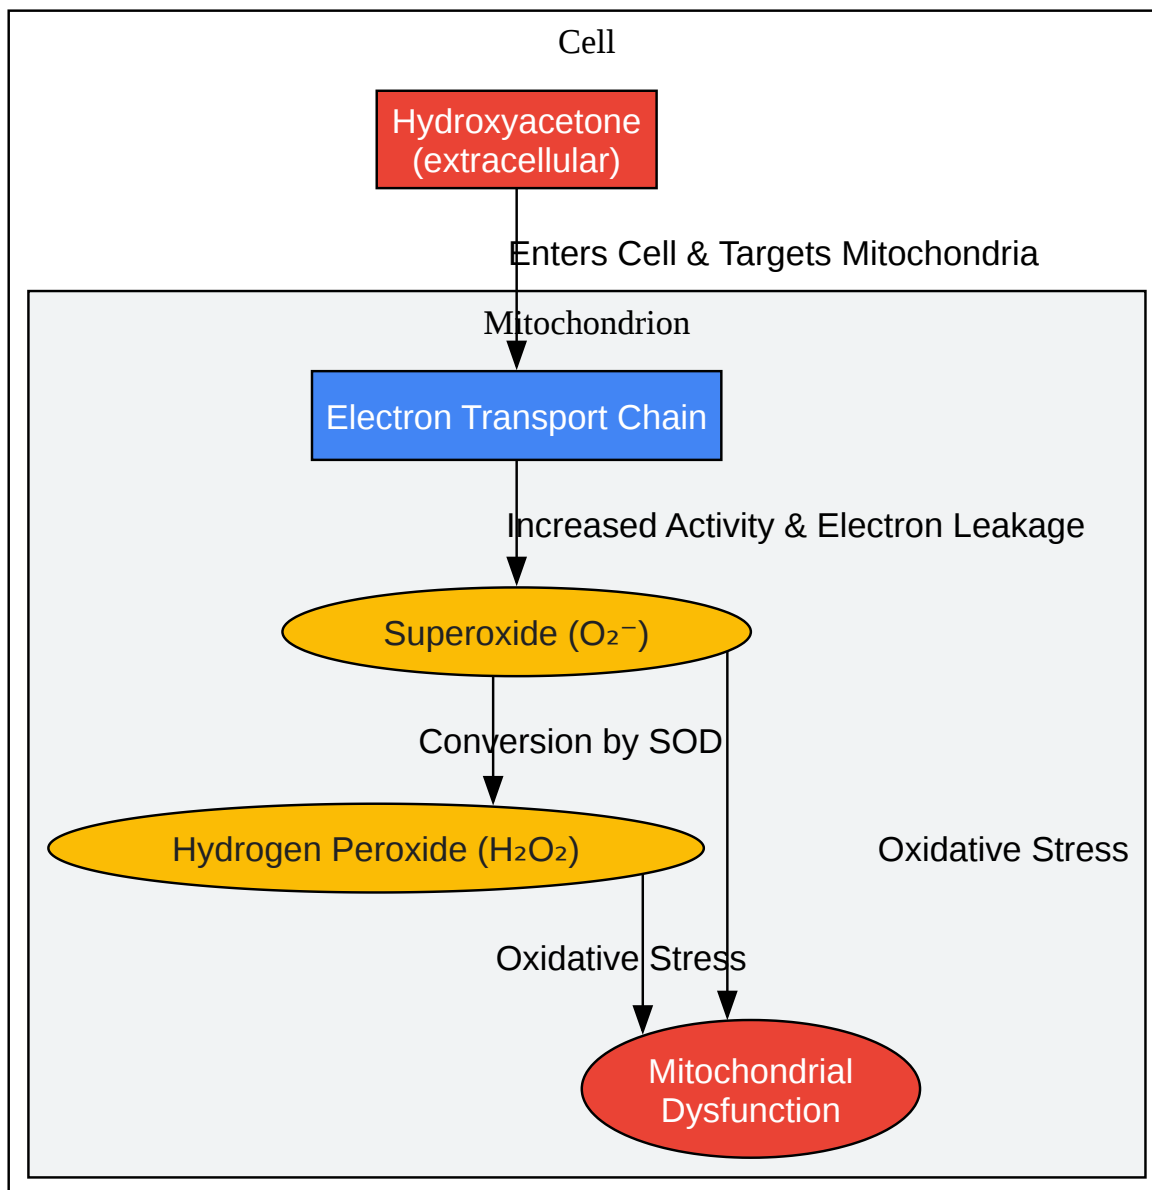 Cell
Hydroxyacetone
(extracellular)
Enters Cell & Targets Mitochondria
Mitochondrion
Electron Transport Chain
Increased Activity & Electron Leakage
Superoxide (O₂⁻)
Conversion by SOD
Hydrogen Peroxide (H₂O₂)
Oxidative Stress
Oxidative Stress
Mitochondrial
Dysfunction